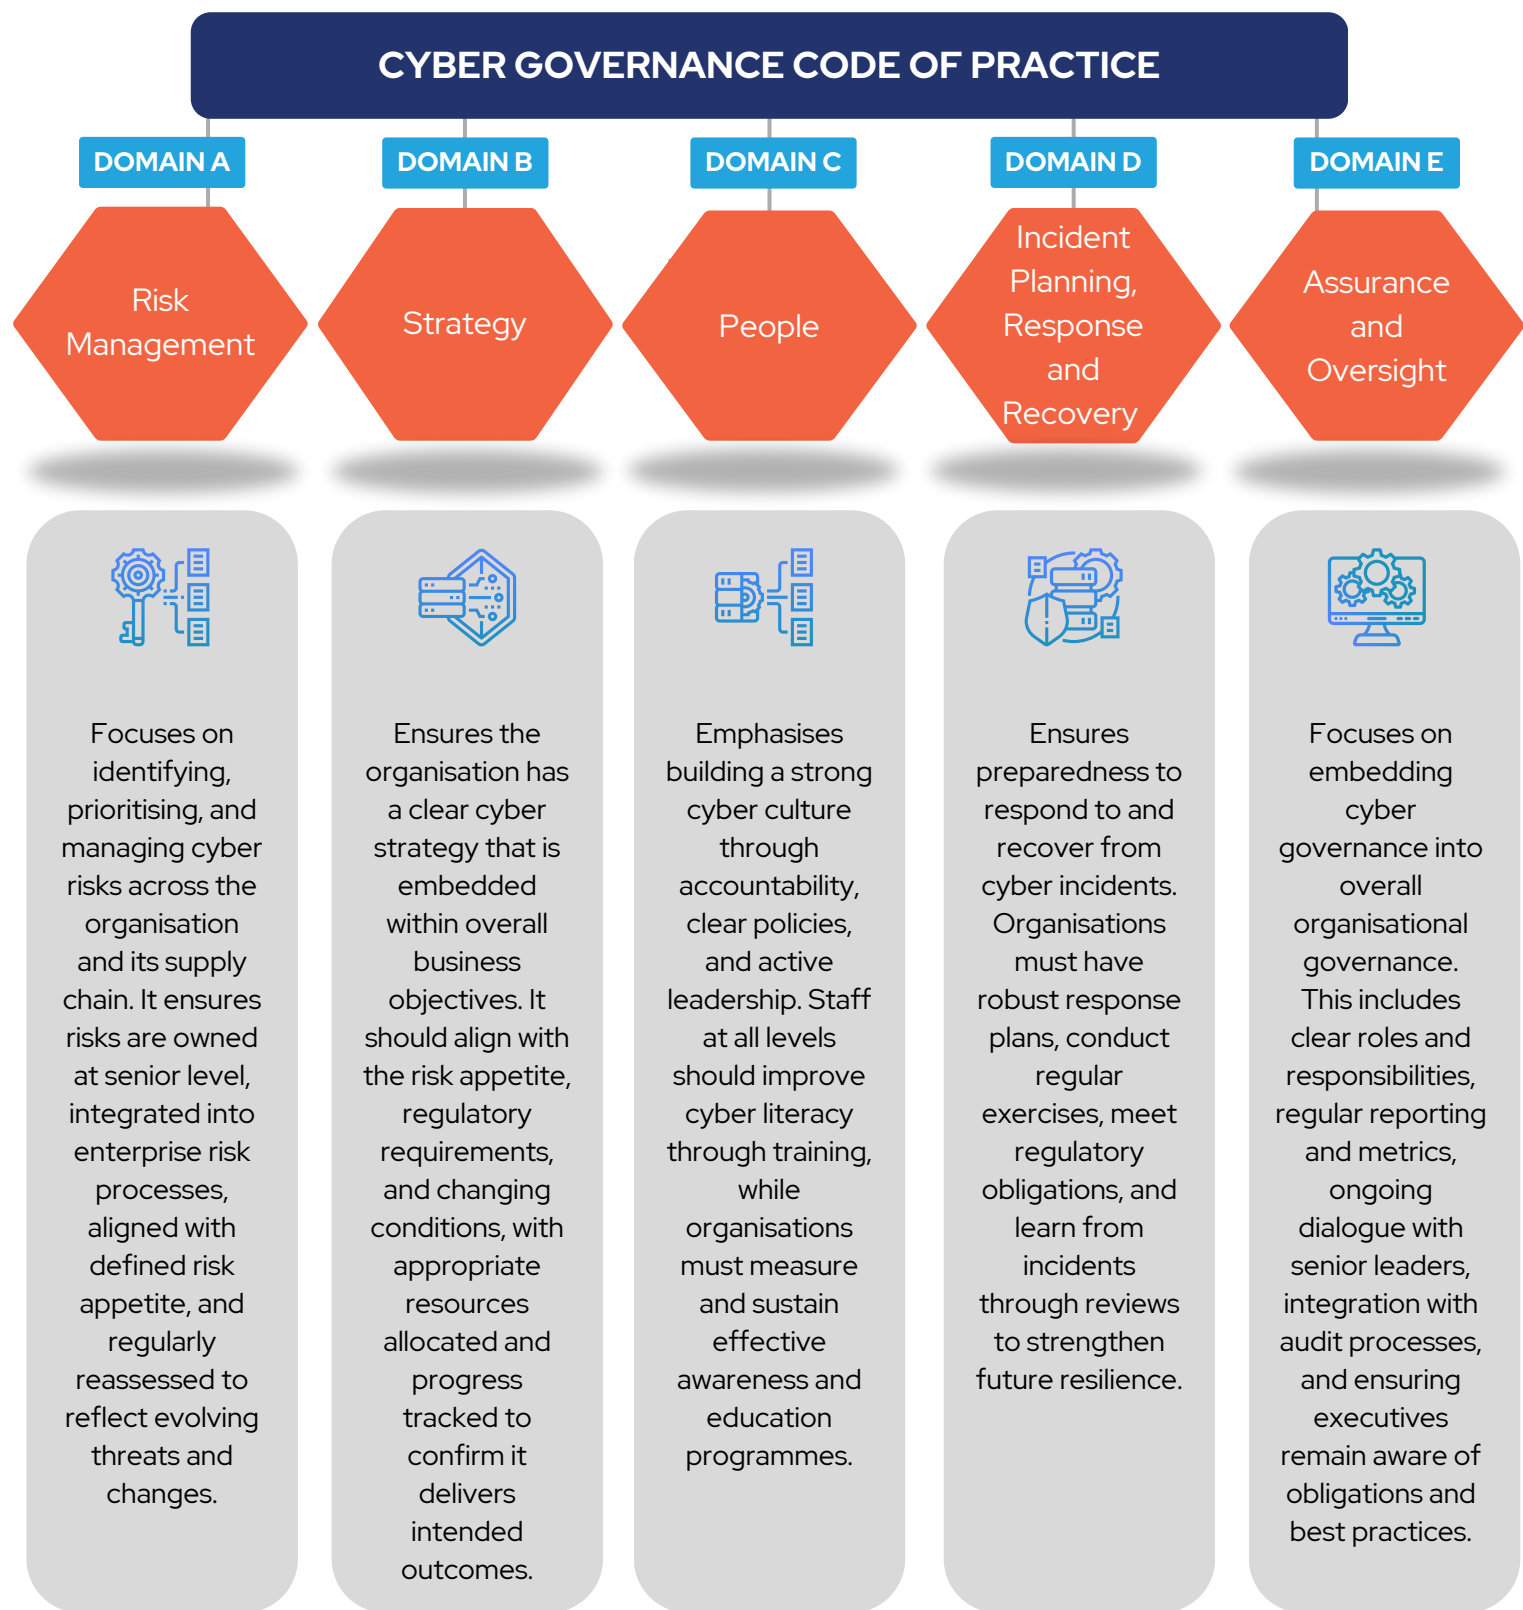 CYBER GOVERNANCE CODE OF PRACTICE
DOMAIN A
Risk
Management
Focuses on
identifying,
prioritising, and
managing cyber
risks across the
organisation
and its supply
chain. It ensures
risks are owned
at senior level,
integrated into
enterprise risk
processes,
aligned with
defined risk
appetite, and
regularly
reassessed to
reflect evolving
threats and
changes.
DOMAIN B
Strategy
Ensures the
organisation has
a clear cyber
strategy that is
embedded
within overall
business
objectives. It
should align with
the risk appetite,
regulatory
requirements,
and changing
conditions, with
appropriate
resources
allocated and
progress
tracked to
confirm it
delivers
intended
outcomes.
DOMAIN C
People
Emphasises
building a strong
cyber culture
through
accountability,
clear policies,
and active
leadership. Staff
at all levels
should improve
cyber literacy
through training,
while
organisations
must measure
and sustain
effective
awareness and
education
programmes.
DOMAIN D
Incident
Planning,
Response
and
Recovery
Ensures
preparedness to
respond to and
recover from
cyber incidents.
Organisations
must have
robust response
plans, conduct
regular
exercises, meet
regulatory
obligations, and
learn from
incidents
through reviews
to strengthen
future resilience.
DOMAIN E
Assurance
and
Oversight
Focuses on
embedding
cyber
governance into
overall
organisational
governance.
This includes
clear roles and
responsibilities,
regular reporting
and metrics,
ongoing
dialogue with
senior leaders,
integration with
audit processes,
and ensuring
executives
remain aware of
obligations and
best practices.